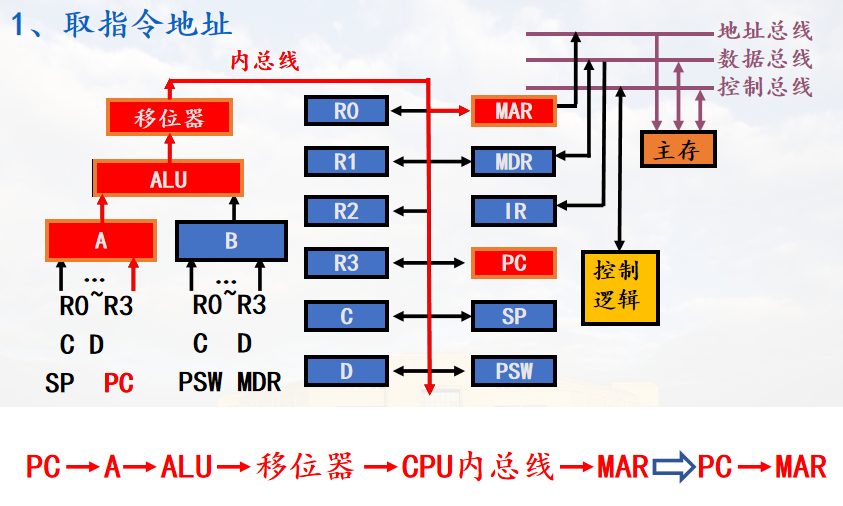 1、取指令地址
地址总线
数据总线
控制总线
内总线
移位器
ALU
A
B
...
R0~R3
C D
SP PC
...
R0~R3
C D
PSW MDR
R0
R1
R2
R3
C
D
MAR
MDR
IR
PC
SP
PSW
主存
控制
逻辑
PC→A→ALU→移位器→CPU内总线→MAR⇨PC→MAR